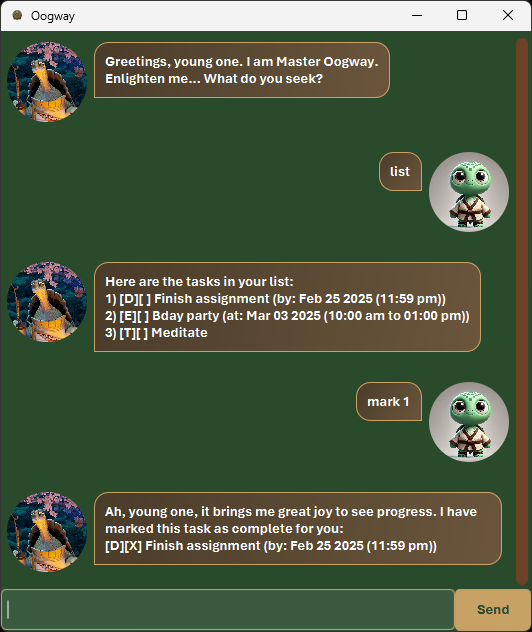 Oogway
Greetings, young one. I am Master Oogway.
Enlighten me... What do you seek?
list
Here are the tasks in your list:
1) [D][ ] Finish assignment (by: Feb 25 2025 (11:59 pm))
2) [E][ ] Bday party (at: Mar 03 2025 (10:00 am to 01:00 pm))
3) [T][ ] Meditate
mark 1
Ah, young one, it brings me great joy to see progress. I have
marked this task as complete for you:
[D][X] Finish assignment (by: Feb 25 2025 (11:59 pm))
Send